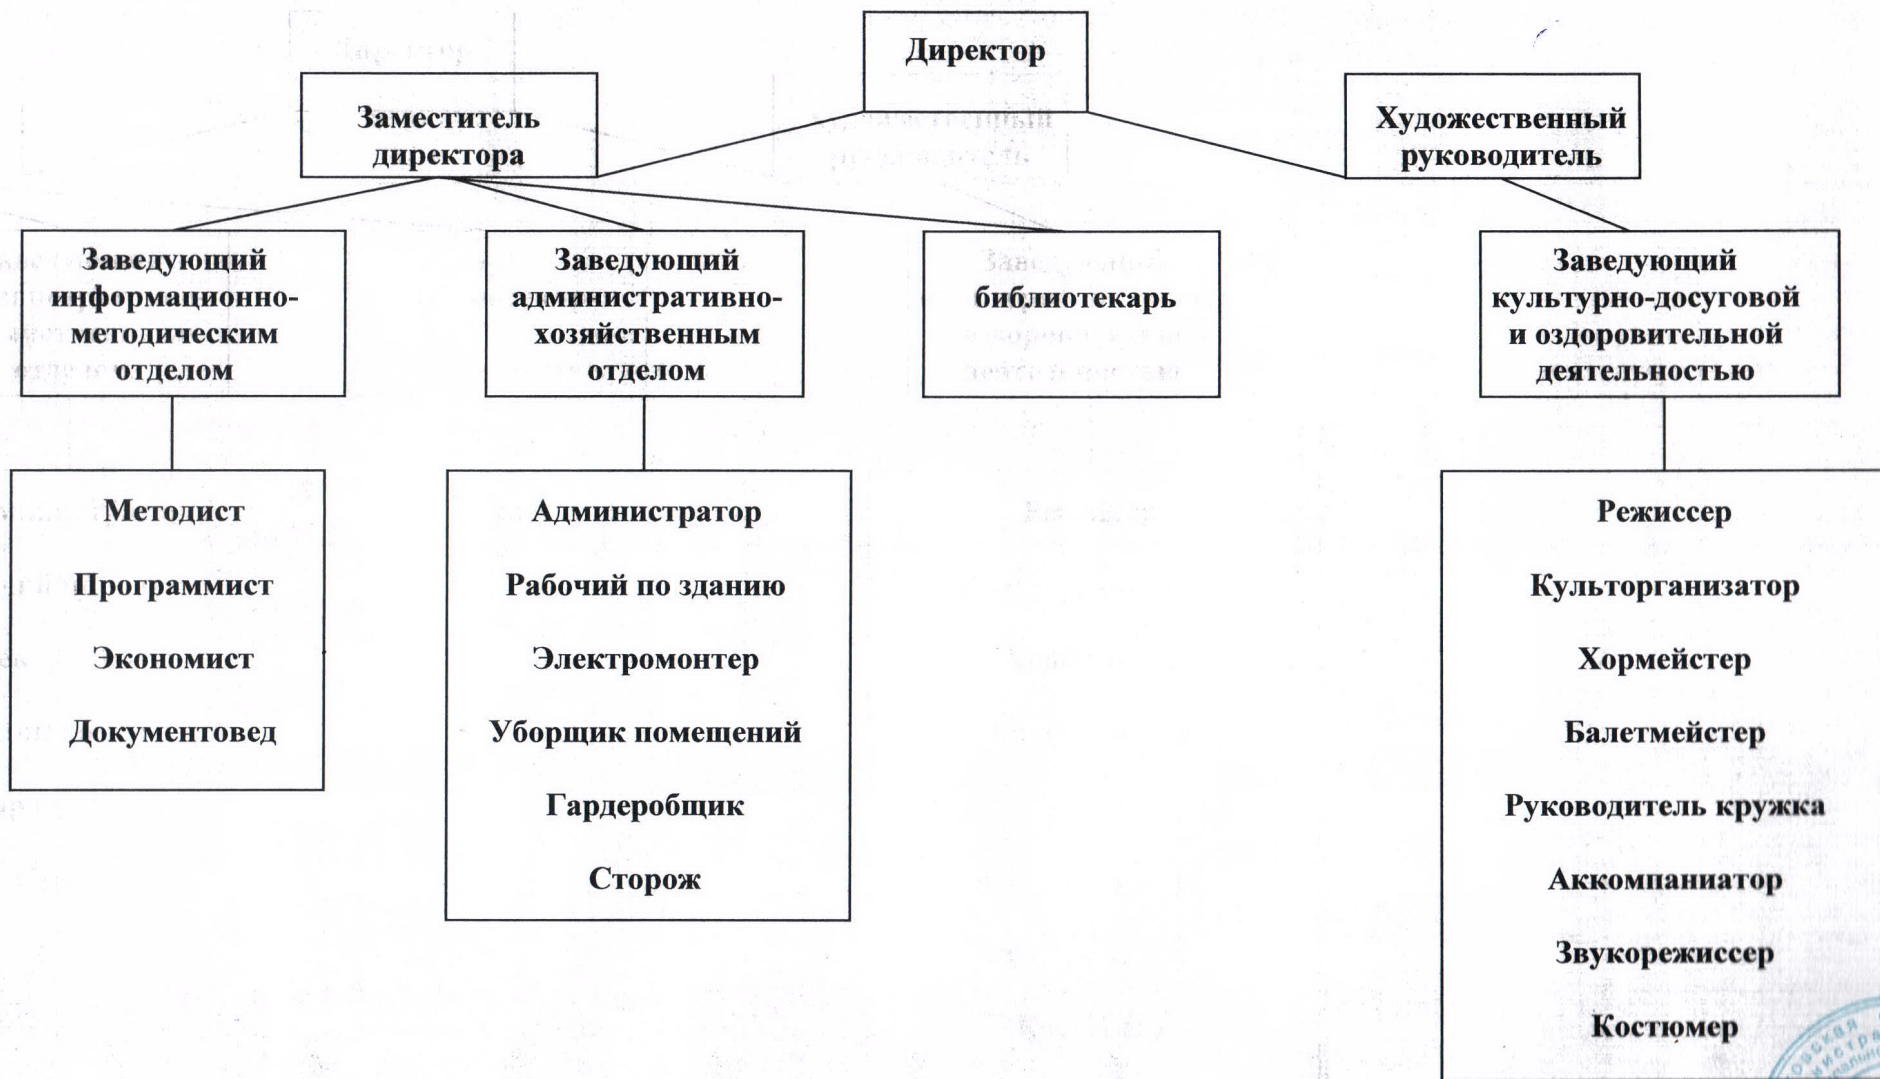 Директор
Заместитель
директора
Художественный
руководитель
Заведующий
информационно-
методическим
отделом
Заведующий
административно-
хозяйственным
отделом
библиотекарь
Заведующий
культурно-досуговой
и оздоровительной
деятельностью
Методист
Программист
Экономист
Документовед
Администратор
Рабочий по зданию
Электромонтер
Уборщик помещений
Гардеробщик
Сторож
Режиссер
Культорганизатор
Хормейстер
Балетмейстер
Руководитель кружка
Аккомпаниатор
Звукорежиссер
Костюмер